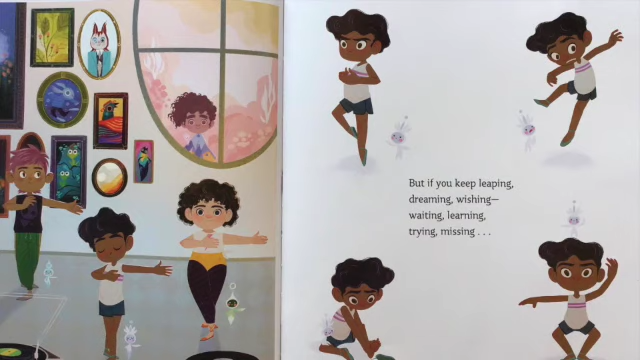 But if you keep leaping,
dreaming, wishing—
waiting, learning,
trying, missing . . .